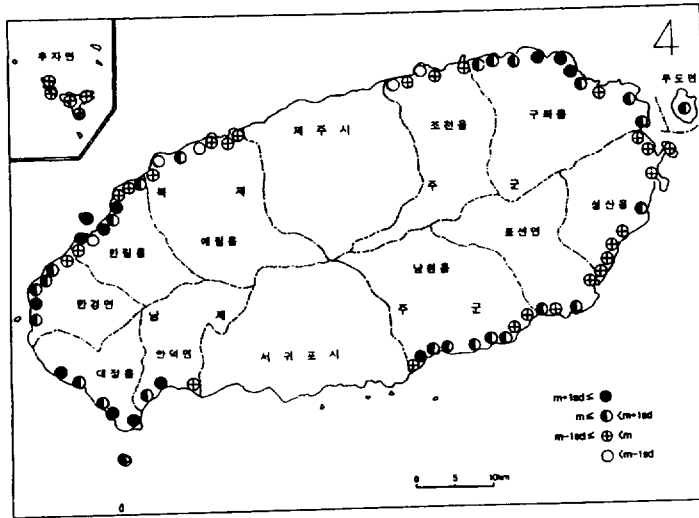 4
추자면
우도면
제주시
조천읍
구좌읍
북 제
주 군
성산읍
표선면
애월읍
한림읍
남원읍
한경면
남 제
주 군
대정읍
안덕면
서귀포시
m+1sd≤
m≤ <m+1sd
m-1sd≤ <m
<m-1sd
0 5 10km